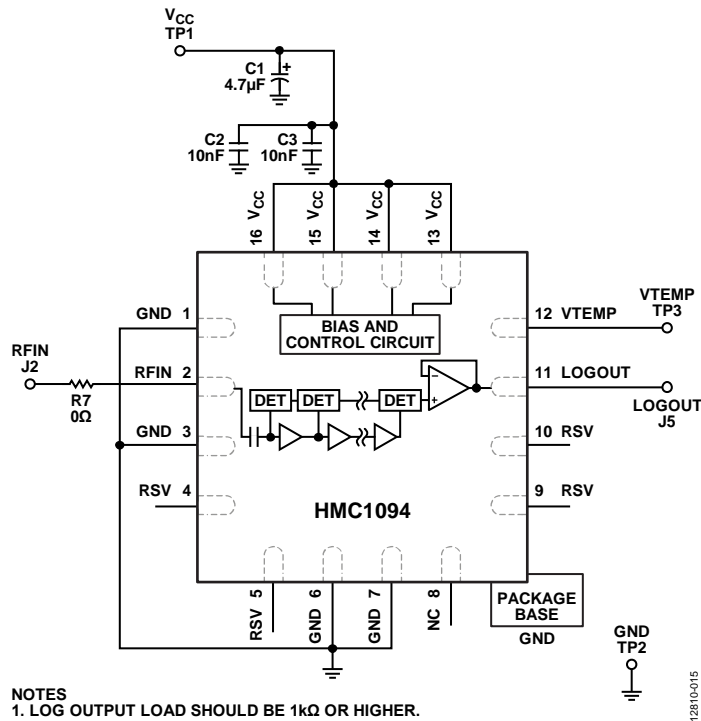 VCC
TP1
C1
4.7µF
+
C2
10nF
C3
10nF
16 VCC
15 VCC
14 VCC
13 VCC
GND 1
BIAS AND
CONTROL CIRCUIT
12 VTEMP
VTEMP
TP3
RFIN
J2
R7
0Ω
RFIN 2
DET
DET
DET
–
+
11 LOGOUT
LOGOUT
J5
GND 3
10 RSV
RSV 4
9 RSV
HMC1094
RSV 5
GND 6
GND 7
NC 8
PACKAGE
BASE
GND
GND
TP2
NOTES
1. LOG OUTPUT LOAD SHOULD BE 1kΩ OR HIGHER.
12810-015